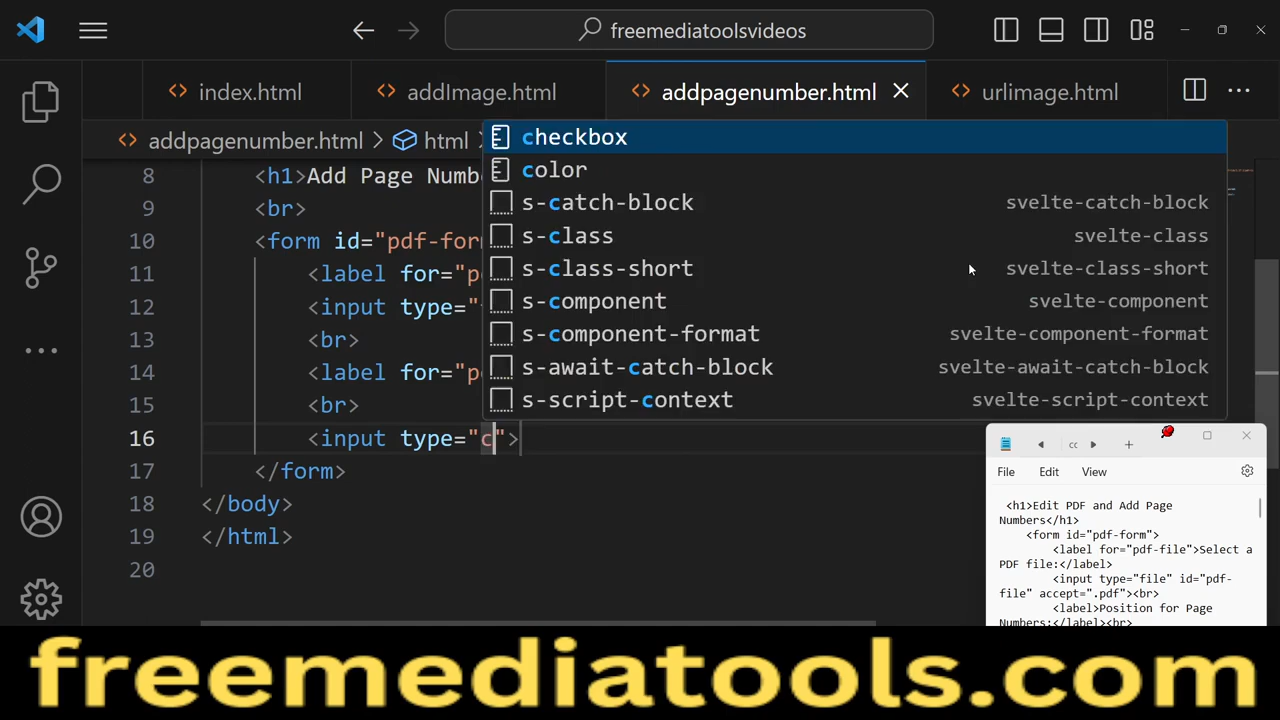 freemediatoolsvideos
index.html
addImage.html
addpagenumber.html
urlimage.html
addpagenumber.html > html >
8 <h1>Add Page Numbe
9 <br>
10 <form id="pdf-for
11 <label for="p
12 <input type="
13 <br>
14 <label for="p
15 <br>
16 <input type="c">
17 </form>
18 </body>
19 </html>
20
checkbox
color
s-catch-block svelte-catch-block
s-class svelte-class
s-class-short svelte-class-short
s-component svelte-component
s-component-format svelte-component-format
s-await-catch-block svelte-await-catch-block
s-script-context svelte-script-context
cc
File Edit View
<h1>Edit PDF and Add Page
Numbers</h1>
<form id="pdf-form">
<label for="pdf-file">Select a
PDF file:</label>
<input type="file" id="pdf-
file" accept=".pdf"><br>
<label>Position for Page
Numbers:</label><br>
freemediatools.com